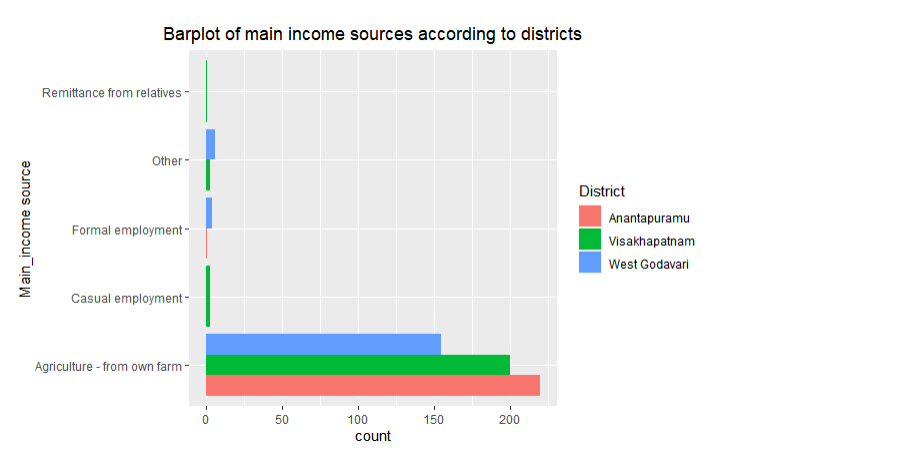 Barplot of main income sources according to districts
Main_income source
Remittance from relatives
Other
Formal employment
Casual employment
Agriculture - from own farm
0 50 100 150 200
count
District
Anantapuramu
Visakhapatnam
West Godavari